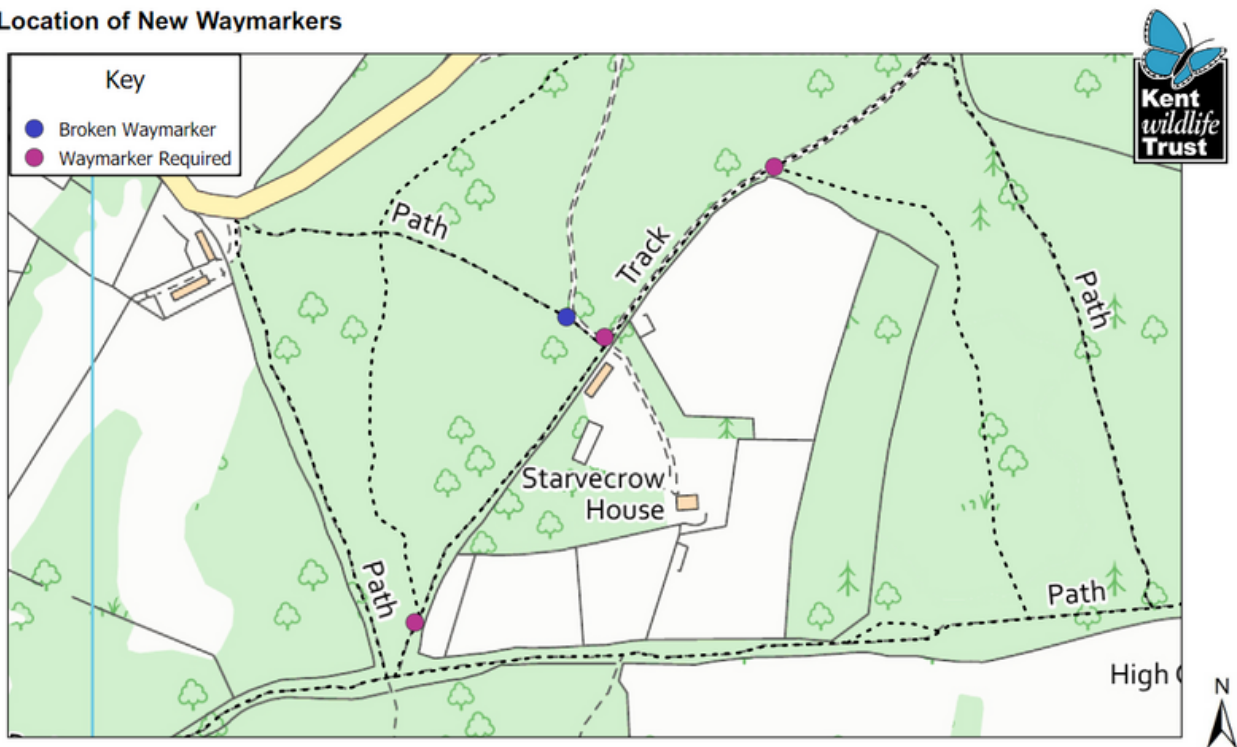 Location of New Waymarkers
Key
Broken Waymarker
Waymarker Required
Kent
wildlife
Trust
Path
Track
Path
Starvecrow
House
Path
Path
High
N